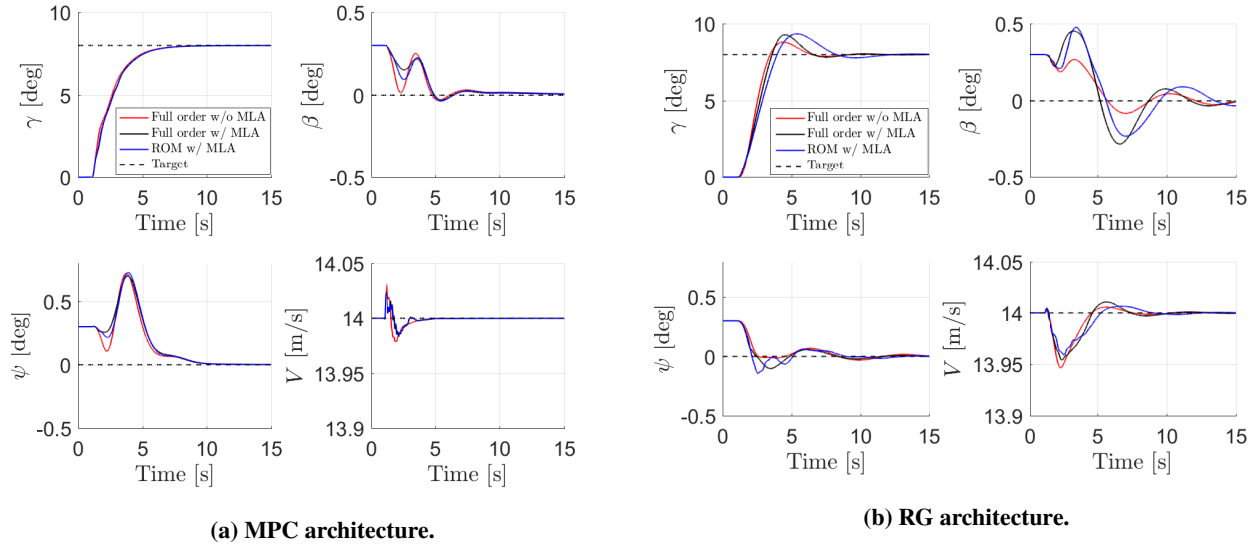 10
γ [deg]
5
0
Full order w/o MLA
Full order w/ MLA
ROM w/ MLA
Target
0 5 10 15
Time [s]
0.5
β [deg]
0
-0.5
0 5 10 15
Time [s]
0.5
ψ [deg]
0
-0.5
0 5 10 15
Time [s]
14.05
V [m/s]
14
13.95
13.9
0 5 10 15
Time [s]
(a) MPC architecture.
10
γ [deg]
5
0
Full order w/o MLA
Full order w/ MLA
ROM w/ MLA
Target
0 5 10 15
Time [s]
0.5
β [deg]
0
-0.5
0 5 10 15
Time [s]
0.5
ψ [deg]
0
-0.5
0 5 10 15
Time [s]
14.05
V [m/s]
14
13.95
13.9
0 5 10 15
Time [s]
(b) RG architecture.